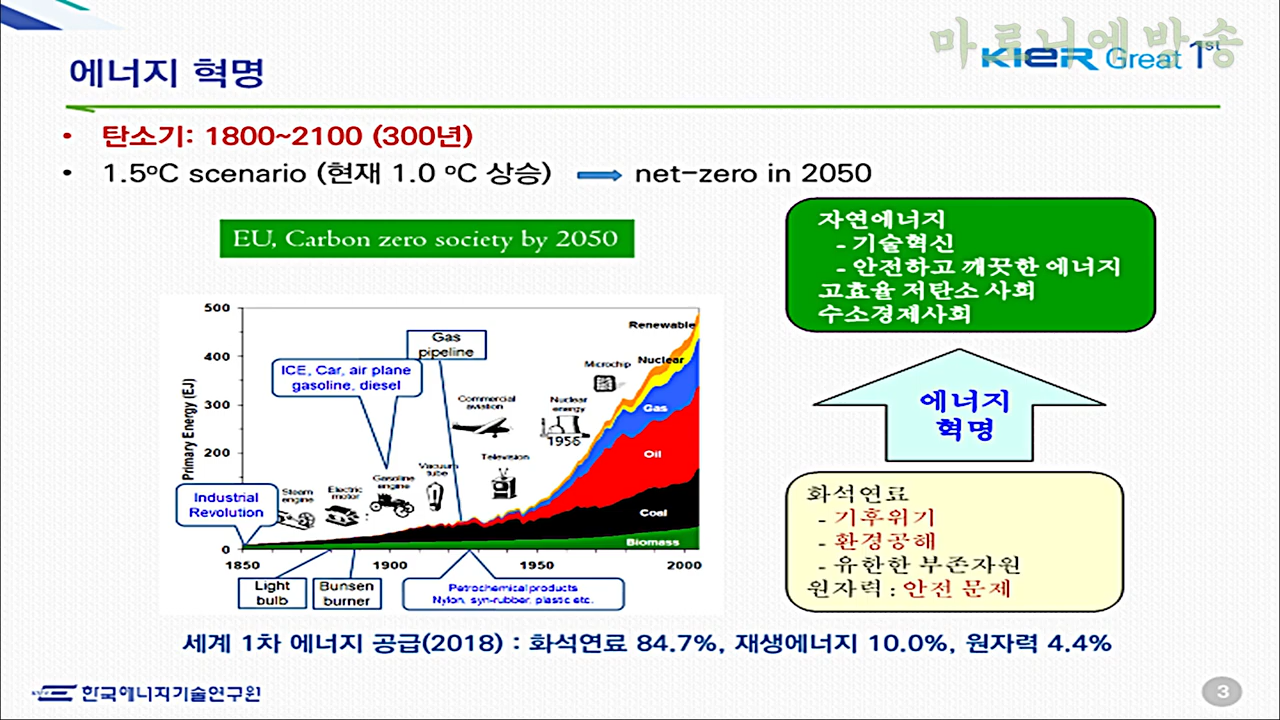 마로니에방송
KIER Great 1st
에너지 혁명
• 탄소기: 1800~2100 (300년)
• 1.5oC scenario (현재 1.0 oC 상승) net-zero in 2050
EU, Carbon zero society by 2050
자연에너지
- 기술혁신
- 안전하고 깨끗한 에너지
고효율 저탄소 사회
수소경제사회
에너지
혁명
화석연료
- 기후위기
- 환경공해
- 유한한 부존자원
원자력 : 안전 문제
Primary Energy (EJ)
500
400
300
200
0
1850
1900
1950
2000
Renewable
Nuclear
Gas
Oil
Coal
Biomass
Gas
pipeline
ICE, Car, air plane
gasoline, diesel
Microchip
Commercial
aviation
Nuclear
energy
1956
Television
Vacuum
tube
Gasoline
engine
Electric
motor
Steam
engine
Industrial
Revolution
Light
bulb
Bunsen
burner
Petrochemical products
Nylon, syn-rubber, plastic etc.
세계 1차 에너지 공급(2018) : 화석연료 84.7%, 재생에너지 10.0%, 원자력 4.4%
한국에너지기술연구원
3